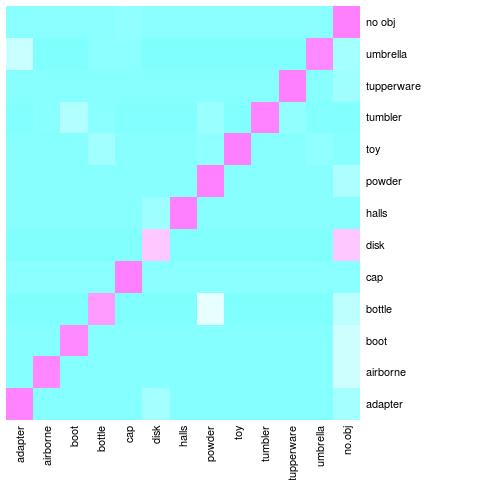 no obj
umbrella
tupperware
tumbler
toy
powder
halls
disk
cap
bottle
boot
airborne
adapter
adapter
airborne
boot
bottle
cap
disk
halls
powder
toy
tumbler
tupperware
umbrella
no.obj